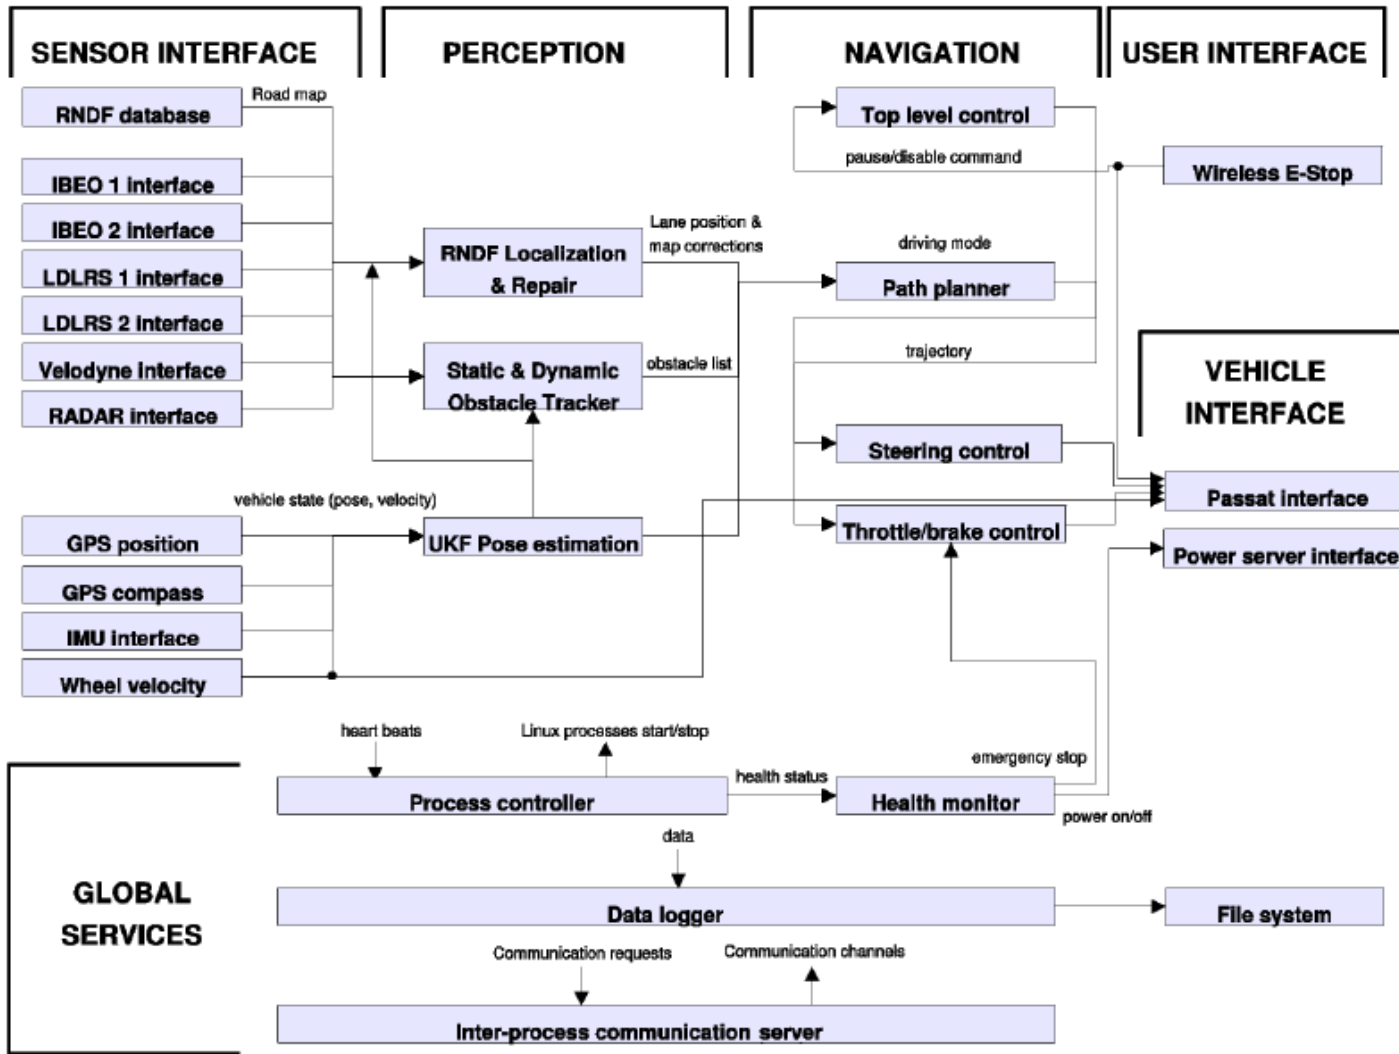 SENSOR INTERFACE
PERCEPTION
NAVIGATION
USER INTERFACE
RNDF database
Road map
IBEO 1 interface
IBEO 2 interface
LDLRS 1 interface
LDLRS 2 interface
Velodyne interface
RADAR interface
GPS position
GPS compass
IMU interface
Wheel velocity
RNDF Localization
& Repair
Lane position &
map corrections
Static & Dynamic
Obstacle Tracker
obstacle list
vehicle state (pose, velocity)
UKF Pose estimation
Top level control
pause/disable command
driving mode
Path planner
trajectory
Steering control
Throttle/brake control
Wireless E-Stop
VEHICLE
INTERFACE
Passat interface
Power server interface
GLOBAL
SERVICES
heart beats
Linux processes start/stop
Process controller
health status
Health monitor
emergency stop
power on/off
data
Data logger
File system
Communication requests
Communication channels
Inter-process communication server